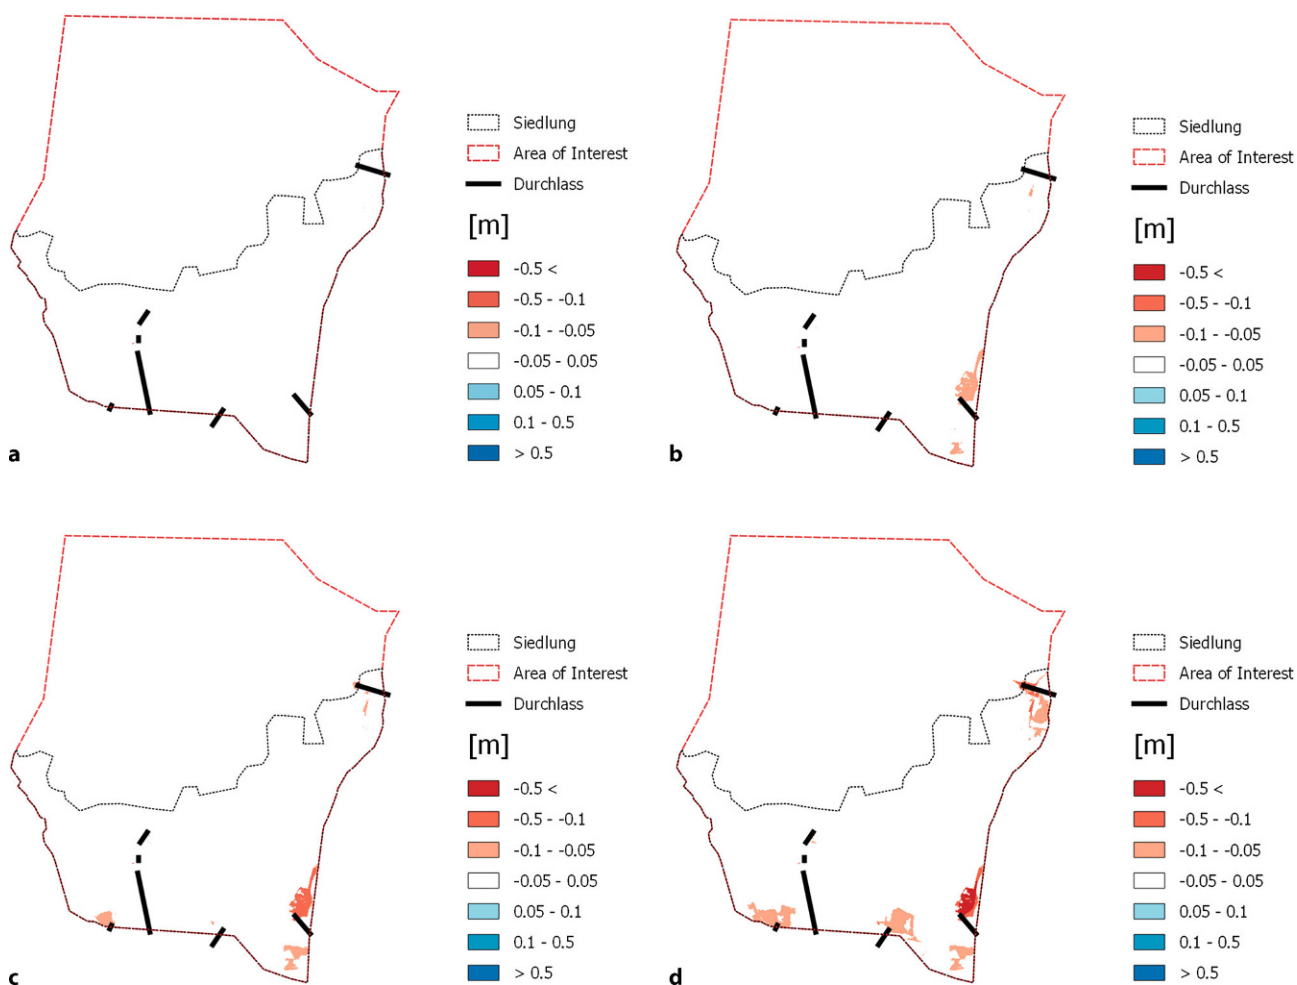 Siedlung
Area of Interest
Durchlass
[m]
-0.5 <
-0.5 - -0.1
-0.1 - -0.05
-0.05 - 0.05
0.05 - 0.1
0.1 - 0.5
> 0.5
a
Siedlung
Area of Interest
Durchlass
[m]
-0.5 <
-0.5 - -0.1
-0.1 - -0.05
-0.05 - 0.05
0.05 - 0.1
0.1 - 0.5
> 0.5
b
Siedlung
Area of Interest
Durchlass
[m]
-0.5 <
-0.5 - -0.1
-0.1 - -0.05
-0.05 - 0.05
0.05 - 0.1
0.1 - 0.5
> 0.5
c
Siedlung
Area of Interest
Durchlass
[m]
-0.5 <
-0.5 - -0.1
-0.1 - -0.05
-0.05 - 0.05
0.05 - 0.1
0.1 - 0.5
> 0.5
d